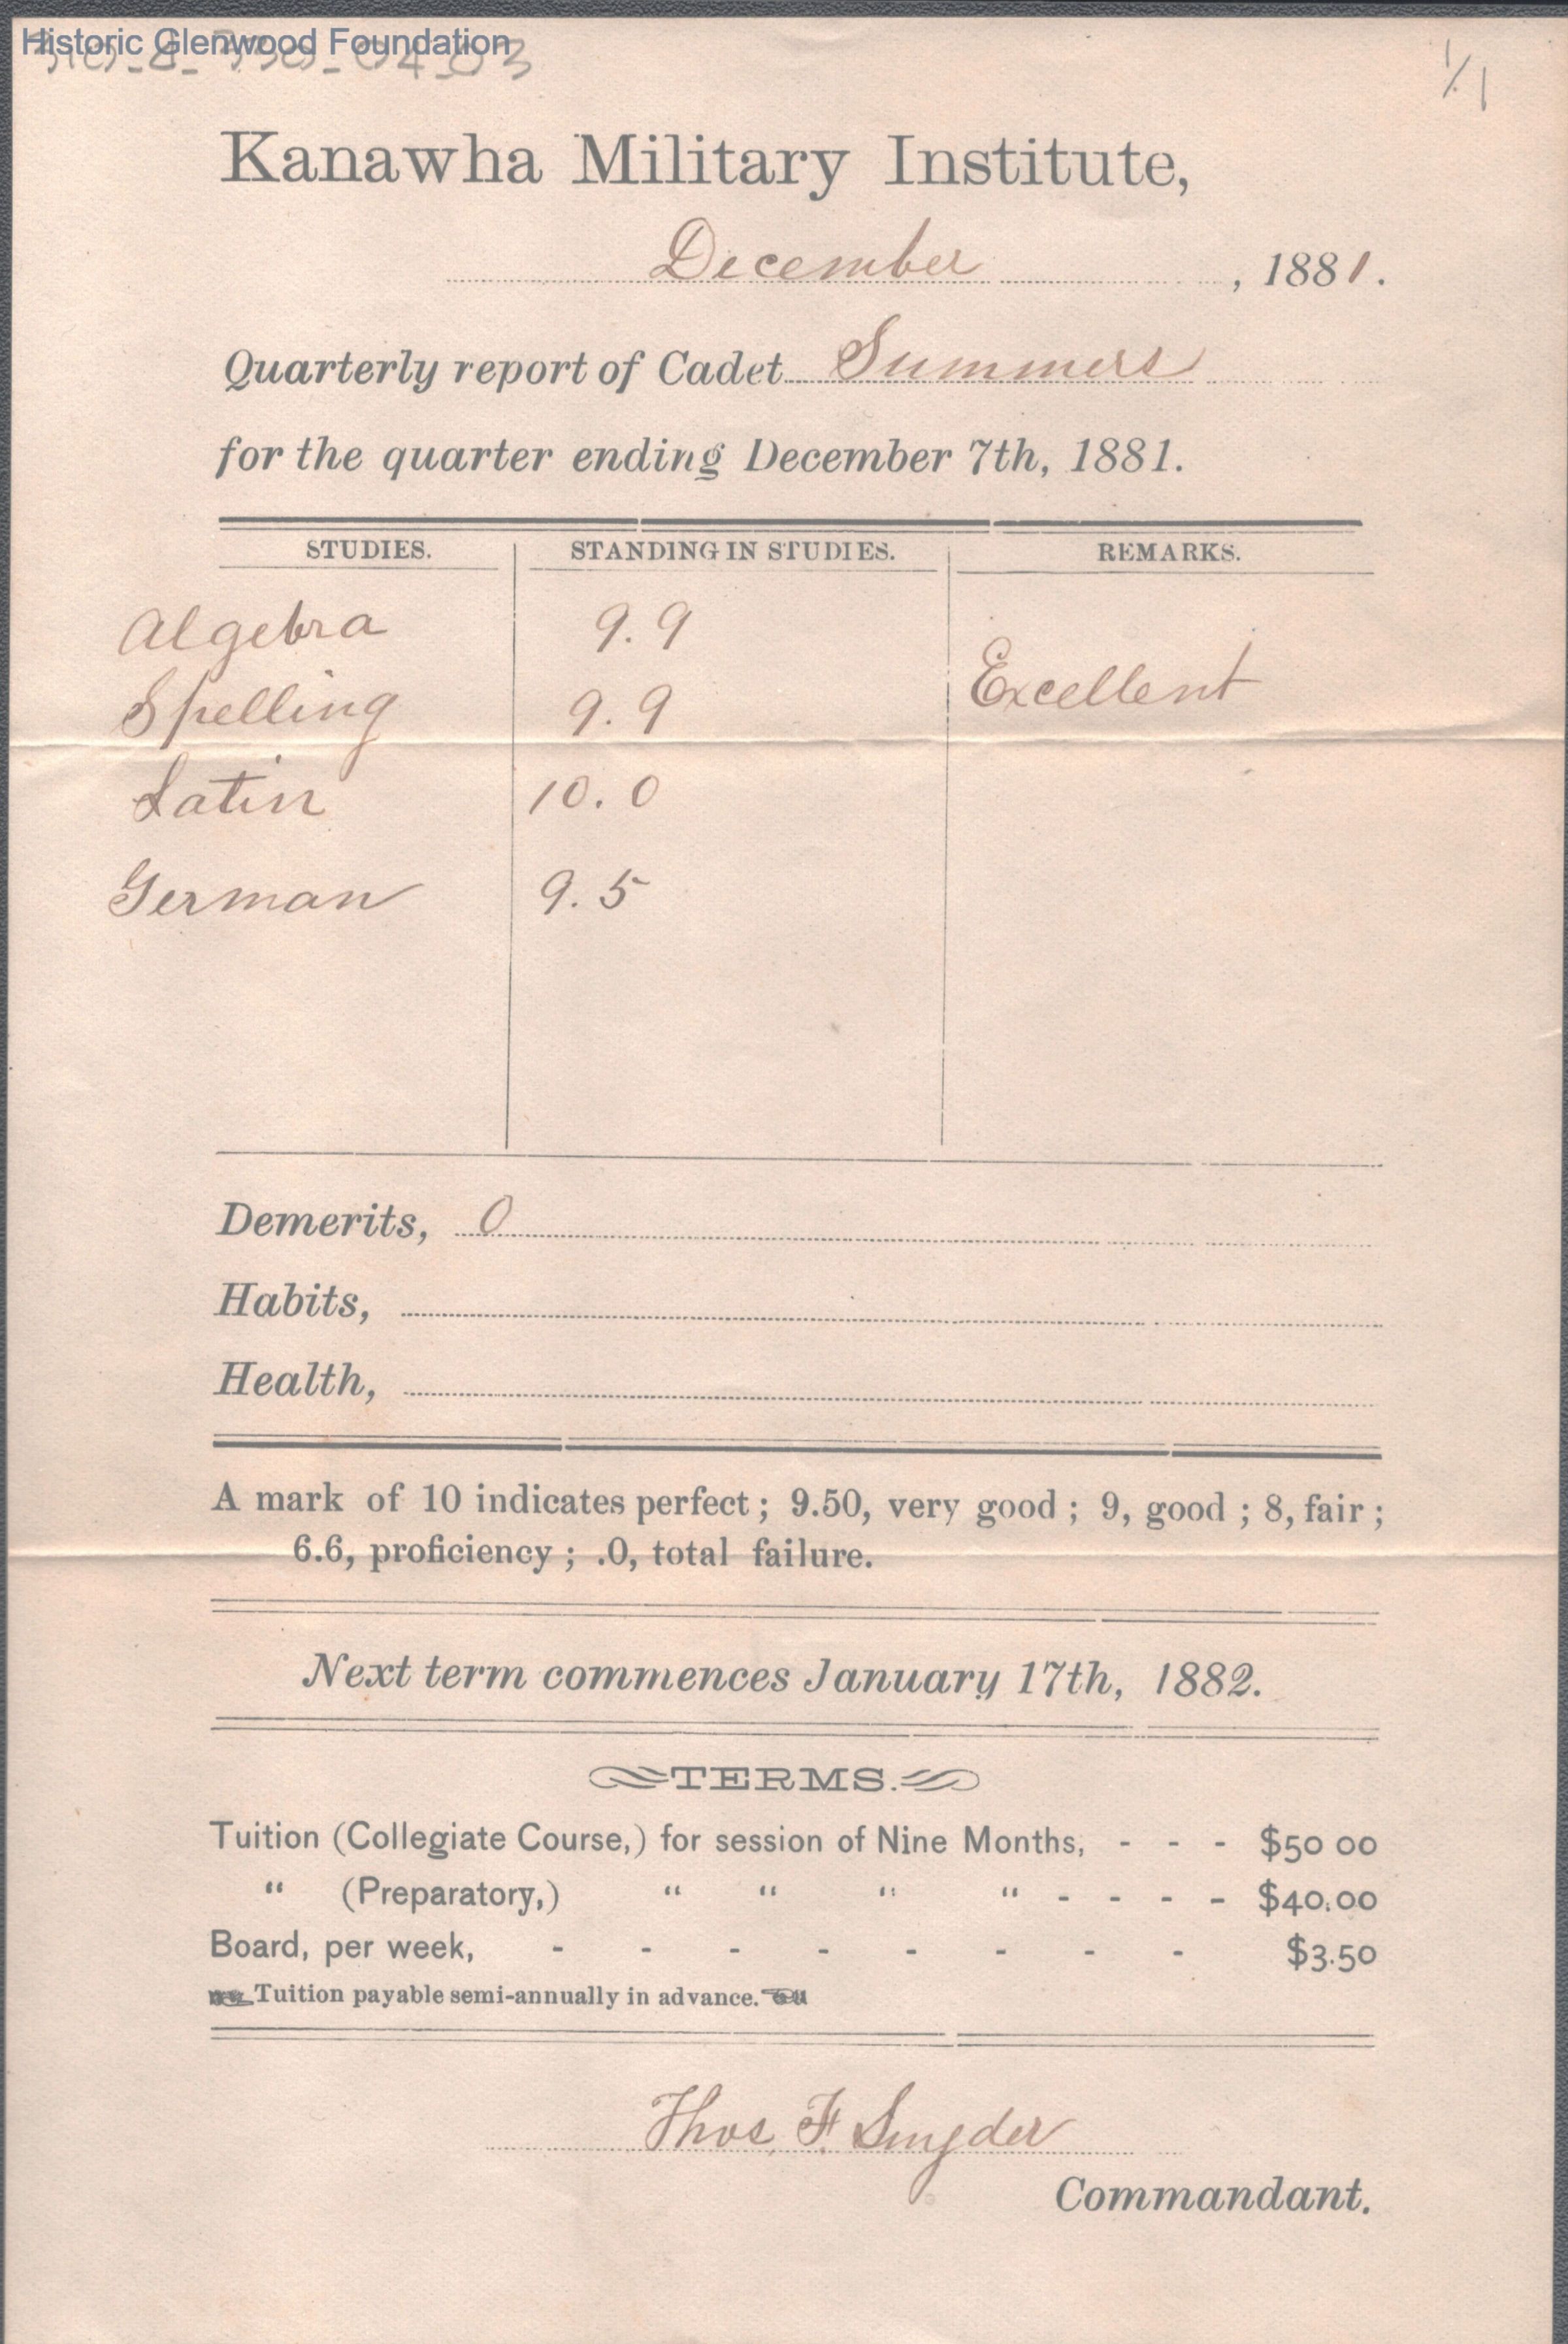 Historic Glenwood Foundation
1/1
Kanawha Military Institute,
December , 1881.
Quarterly report of Cadet Summers
for the quarter ending December 7th, 1881.
STUDIES. STANDING IN STUDIES. REMARKS.
Algebra 9.9
Spelling 9.9 Excellent
Latin 10.0
German 9.5
Demerits, 0
Habits,
Health,
A mark of 10 indicates perfect; 9.50, very good; 9, good; 8, fair;
6.6, proficiency; .0, total failure.
Next term commences January 17th, 1882.
TERMS.
Tuition (Collegiate Course,) for session of Nine Months, - - - $50 00
" (Preparatory,) " " " " - - - - $40.00
Board, per week, - - - - - - - - $3.50
Tuition payable semi-annually in advance.
Thos. F. Snyder
Commandant.